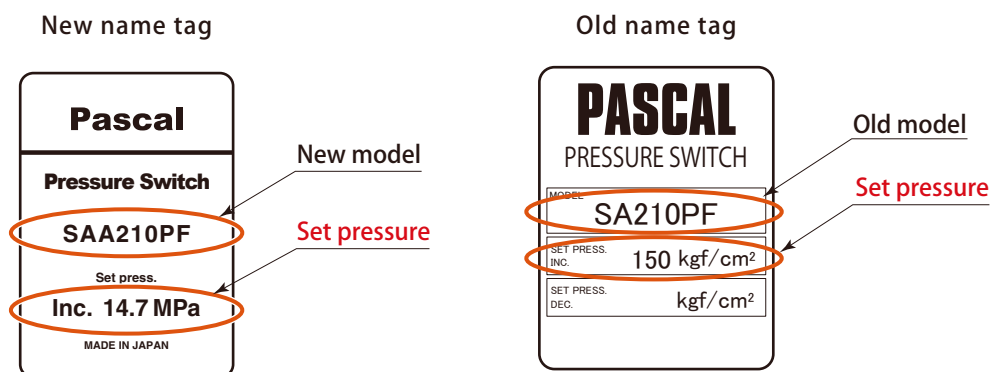 New name tag
Pascal
Pressure Switch
SAA210PF
Set press.
Inc. 14.7 MPa
MADE IN JAPAN
New model
Set pressure
Old name tag
PASCAL
PRESSURE SWITCH
MODEL
SA210PF
SET PRESS.
INC.
150 kgf/cm²
SET PRESS.
DEC.
kgf/cm²
Old model
Set pressure